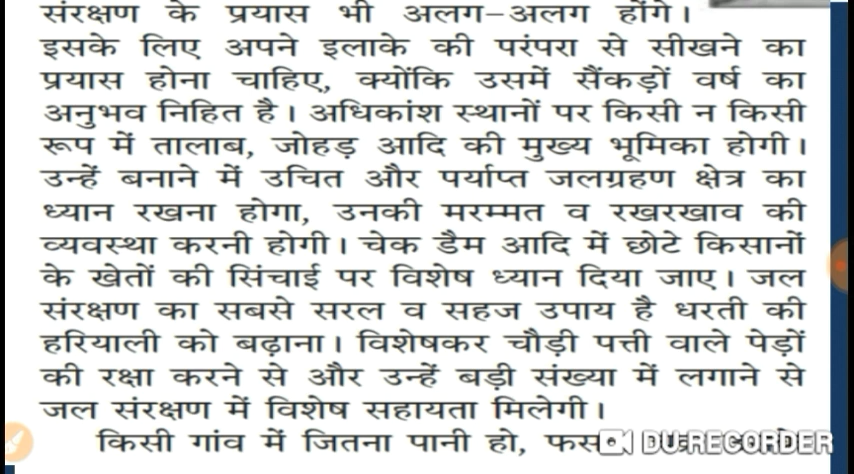 संरक्षण के प्रयास भी अलग-अलग होंगे।
इसके लिए अपने इलाके की परंपरा से सीखने का
प्रयास होना चाहिए, क्योंकि उसमें सैंकड़ों वर्ष का
अनुभव निहित है। अधिकांश स्थानों पर किसी न किसी
रूप में तालाब, जोहड़ आदि की मुख्य भूमिका होगी।
उन्हें बनाने में उचित और पर्याप्त जलग्रहण क्षेत्र का
ध्यान रखना होगा, उनकी मरम्मत व रखरखाव की
व्यवस्था करनी होगी। चेक डैम आदि में छोटे किसानों
के खेतों की सिंचाई पर विशेष ध्यान दिया जाए। जल
संरक्षण का सबसे सरल व सहज उपाय है धरती की
हरियाली को बढ़ाना। विशेषकर चौड़ी पत्ती वाले पेड़ों
की रक्षा करने से और उन्हें बड़ी संख्या में लगाने से
जल संरक्षण में विशेष सहायता मिलेगी।
किसी गांव में जितना पानी हो,
DU RECORDER